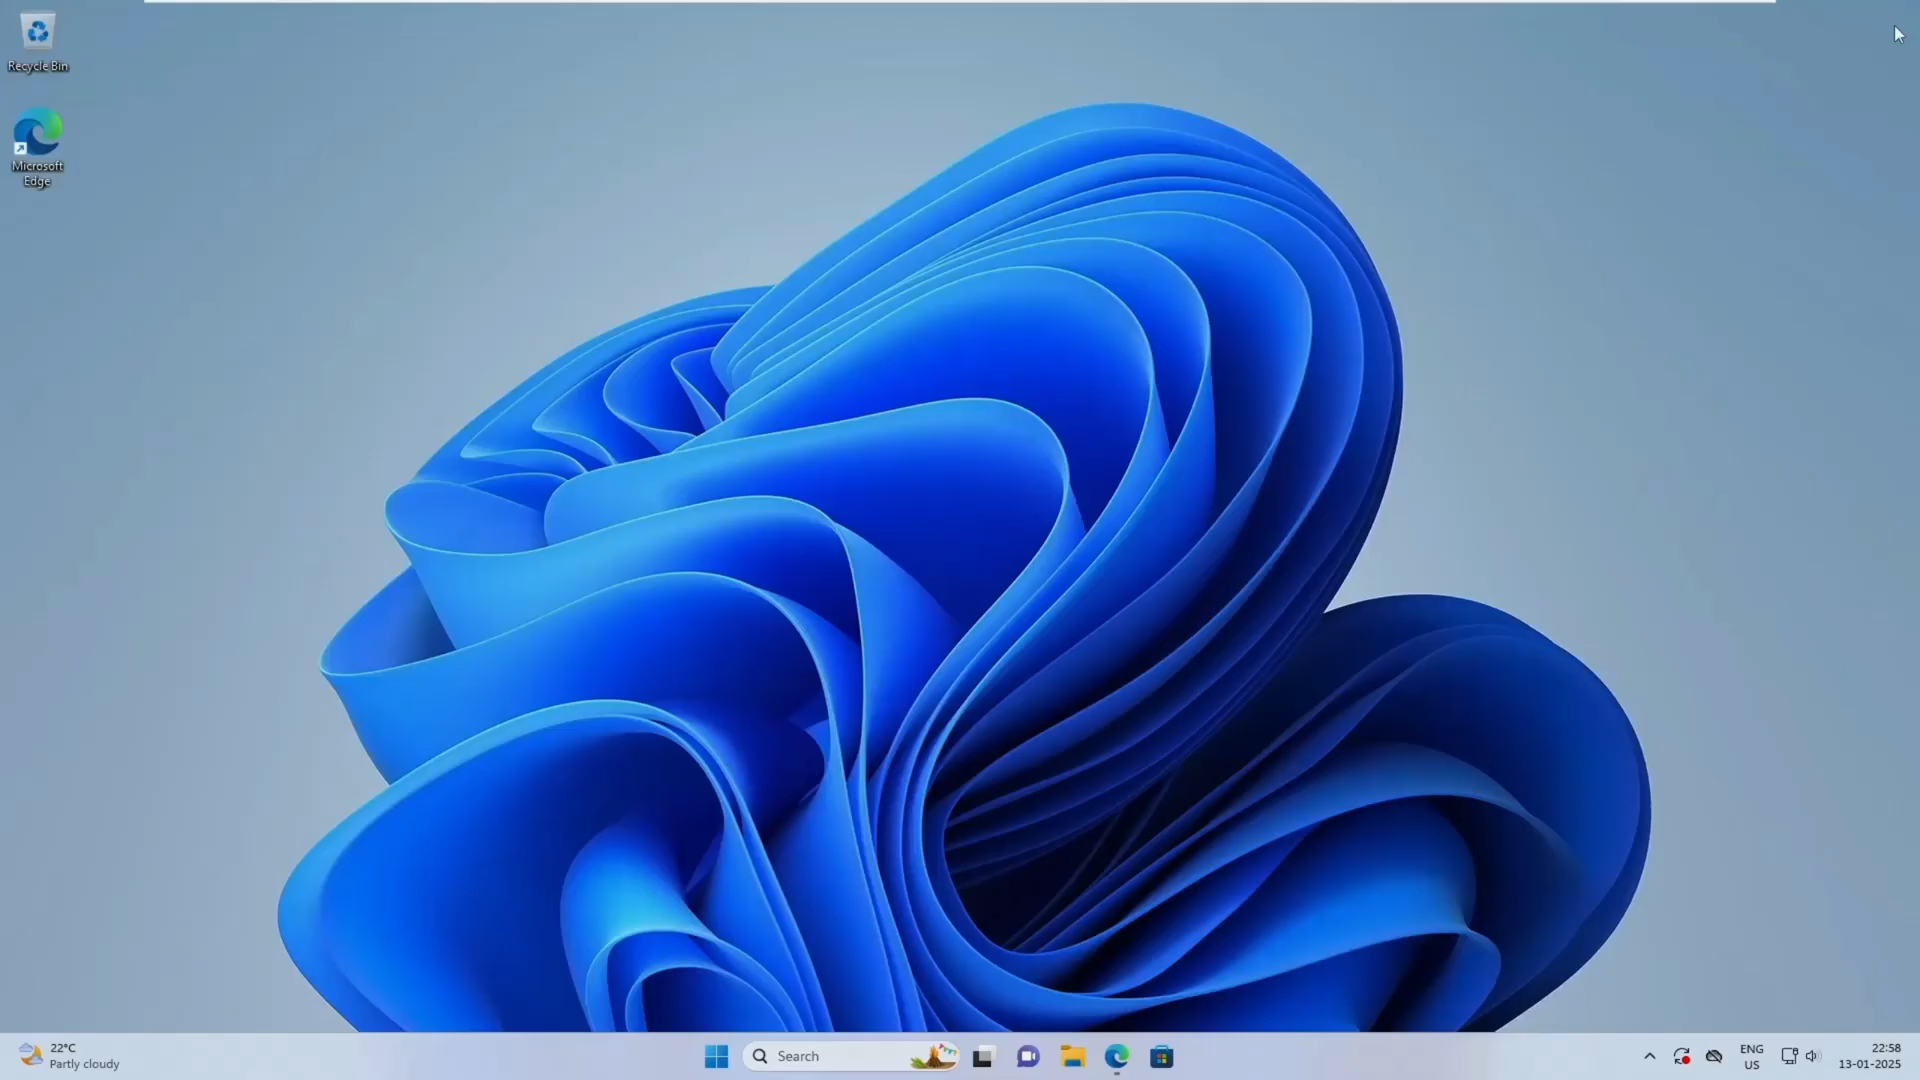 Recycle Bin
Microsoft
Edge
22°C
Partly cloudy
Search
ENG
US
22:58
13-01-2025